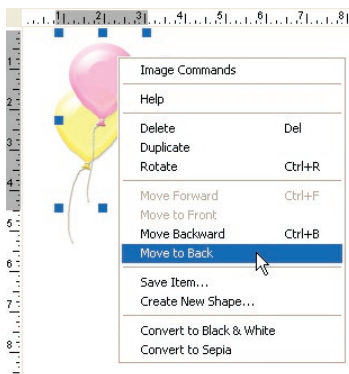 1 2 3 4 5 6 7 8
1
2
3
4
5
6
7
8
Image Commands
Help
Delete Del
Duplicate
Rotate Ctrl+R
Move Forward Ctrl+F
Move to Front
Move Backward Ctrl+B
Move to Back
Save Item...
Create New Shape...
Convert to Black & White
Convert to Sepia